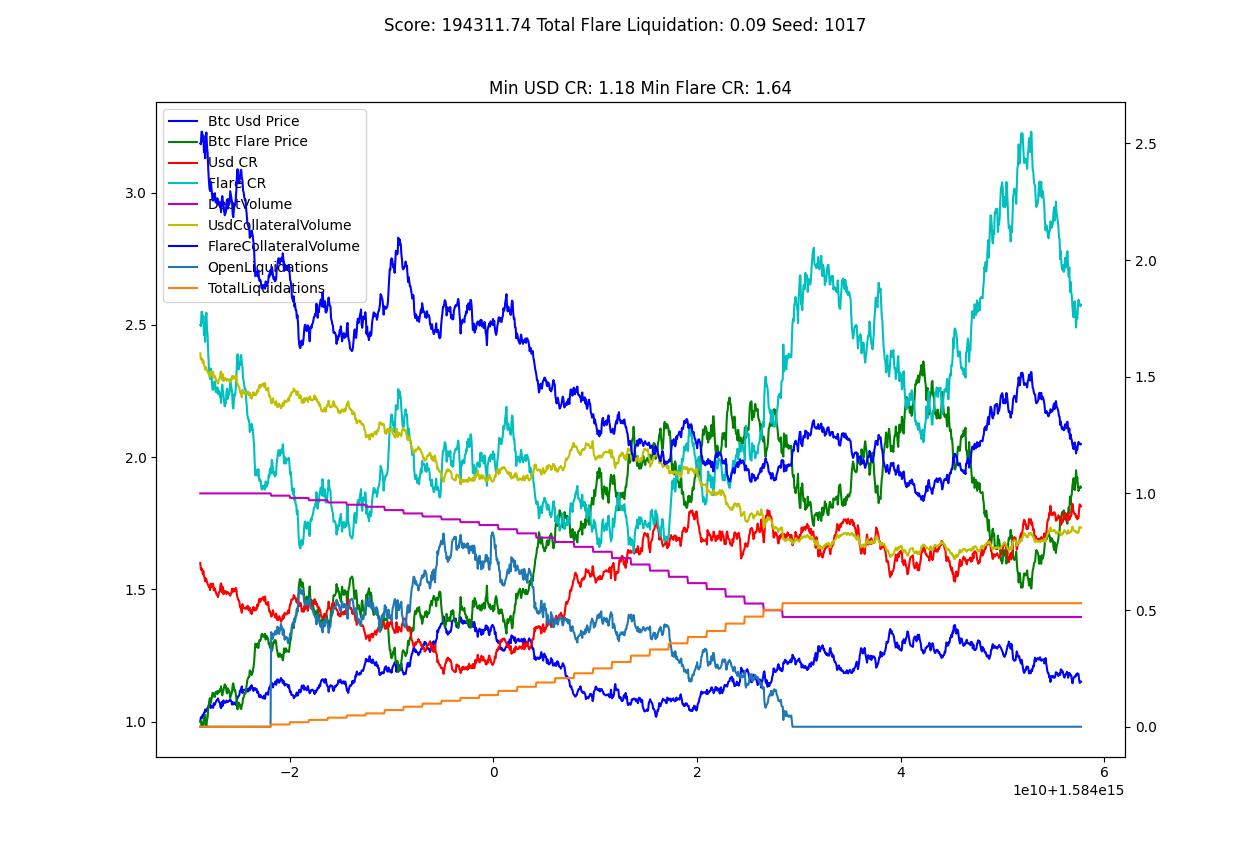 Score: 194311.74 Total Flare Liquidation: 0.09 Seed: 1017
Min USD CR: 1.18 Min Flare CR: 1.64
Btc Usd Price
Btc Flare Price
Usd CR
Flare CR
DebtVolume
UsdCollateralVolume
FlareCollateralVolume
OpenLiquidations
TotalLiquidations
3.0
2.5
2.0
1.5
1.0
2.5
2.0
1.5
1.0
0.5
0.0
−2
0
2
4
6
1e10+1.584e15